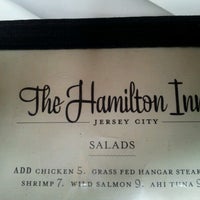 The Hamilton Inn
JERSEY CITY
SALADS
ADD CHICKEN 5. GRASS FED HANGAR STEAK
SHRIMP 7. WILD SALMON 9. AHI TUNA 9